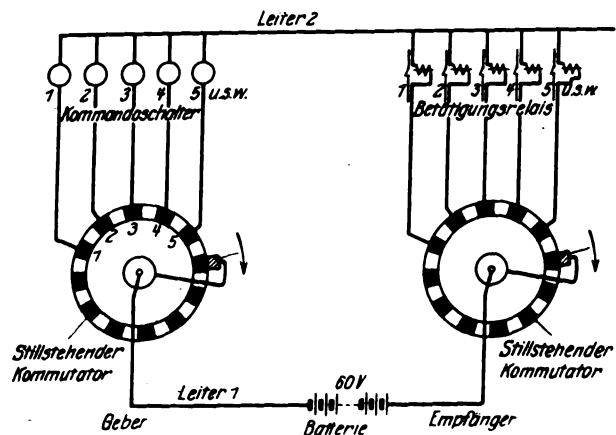 Leiter 2
1 2 3 4 5 u.s.w.
Kommandoschalter
1 2 3 4 5 u.s.w.
Betätigungsrelais
1 2 3 4 5
Stillstehender
Kommutator
Stillstehender
Kommutator
60V
Leiter 1
Geber
Batterie
Empfänger